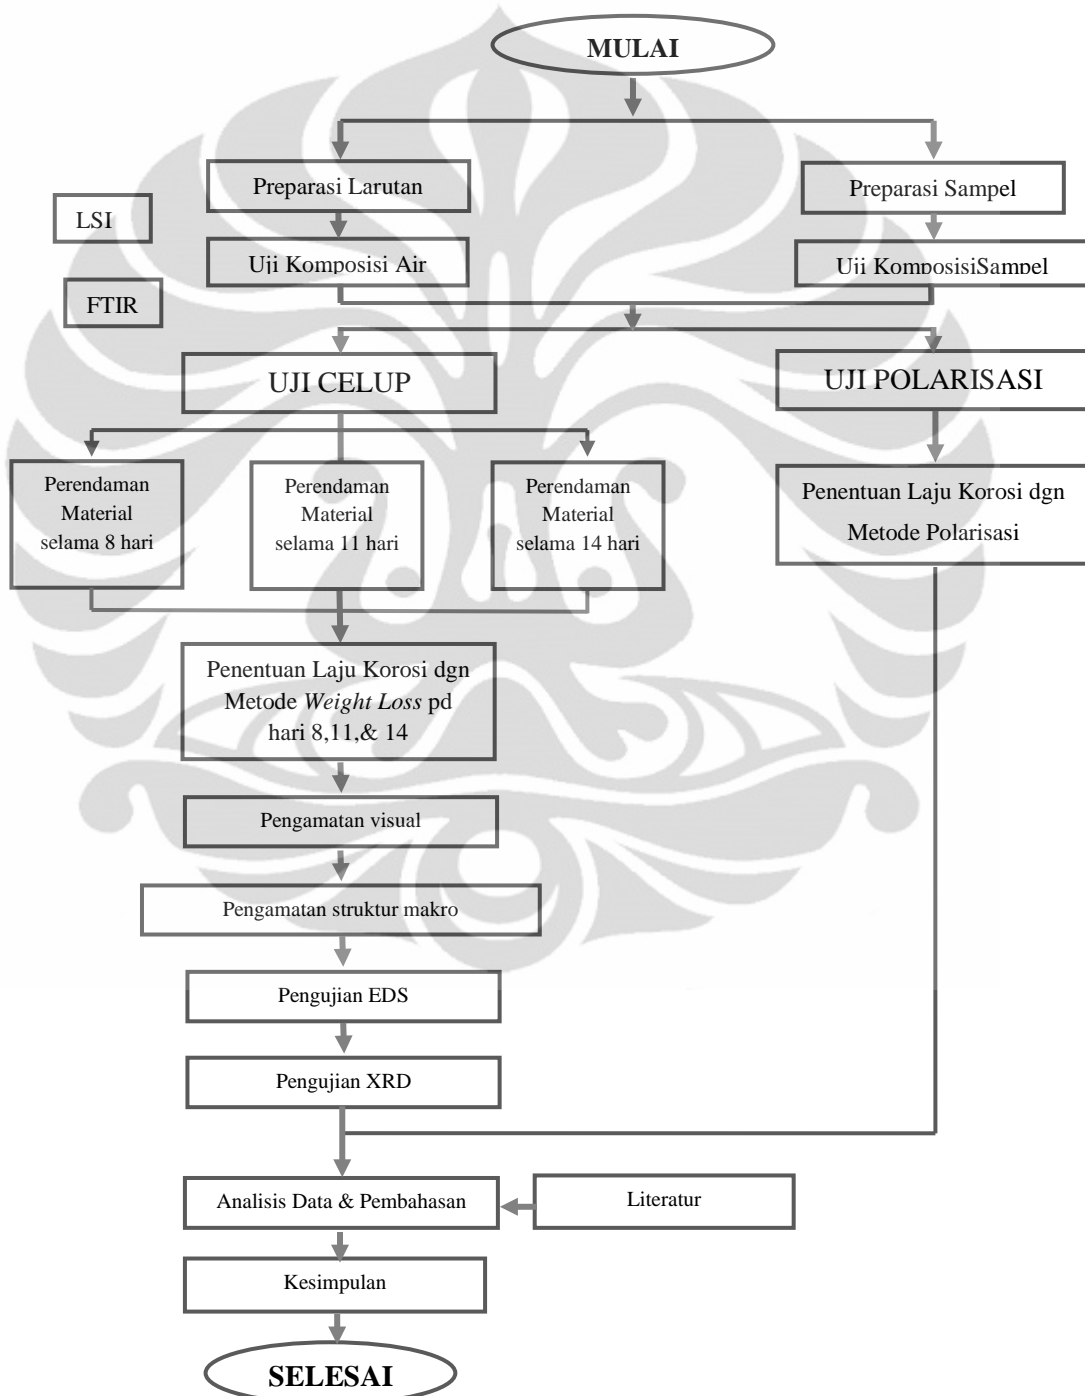 MULAI
Preparasi Larutan
Preparasi Sampel
LSI
Uji Komposisi Air
Uji KomposisiSampel
FTIR
UJI CELUP
UJI POLARISASI
Perendaman
Material
selama 8 hari
Perendaman
Material
selama 11 hari
Perendaman
Material
selama 14 hari
Penentuan Laju Korosi dgn
Metode Polarisasi
Penentuan Laju Korosi dgn
Metode Weight Loss pd
hari 8,11,& 14
Pengamatan visual
Pengamatan struktur makro
Pengujian EDS
Pengujian XRD
Analisis Data & Pembahasan
Literatur
Kesimpulan
SELESAI